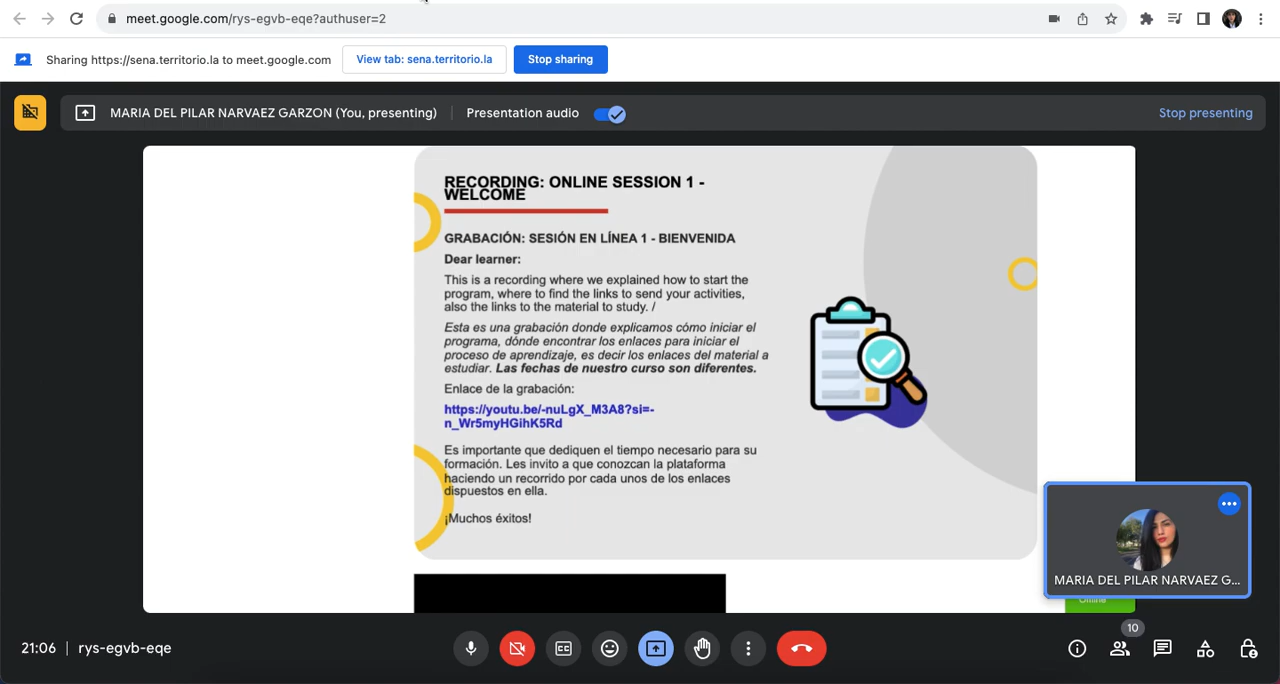 meet.google.com/rys-egvb-eqe?authuser=2
Sharing https://sena.territorio.la to meet.google.com
View tab: sena.territorio.la
Stop sharing
MARIA DEL PILAR NARVAEZ GARZON (You, presenting)
Presentation audio
Stop presenting
RECORDING: ONLINE SESSION 1 -
WELCOME
GRABACIÓN: SESIÓN EN LÍNEA 1 - BIENVENIDA
Dear learner:
This is a recording where we explained how to start the
program, where to find the links to send your activities,
also the links to the material to study. /
Esta es una grabación donde explicamos cómo iniciar el
programa, dónde encontrar los enlaces para iniciar el
proceso de aprendizaje, es decir los enlaces del material a
estudiar. Las fechas de nuestro curso son diferentes.
Enlace de la grabación:
https://youtu.be/-nuLgX_M3A8?si=-
n_Wr5myHGihK5Rd
Es importante que dediquen el tiempo necesario para su
formación. Les invito a que conozcan la plataforma
haciendo un recorrido por cada unos de los enlaces
dispuestos en ella.
¡Muchos éxitos!
MARIA DEL PILAR NARVAEZ G...
21:06 | rys-egvb-eqe
10